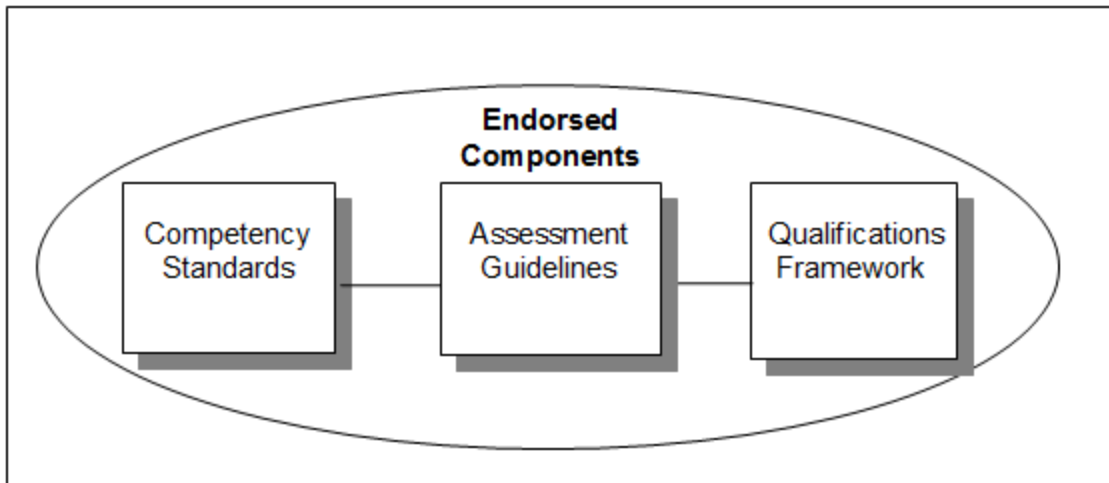 Endorsed
Components
Competency
Standards
Assessment
Guidelines
Qualifications
Framework